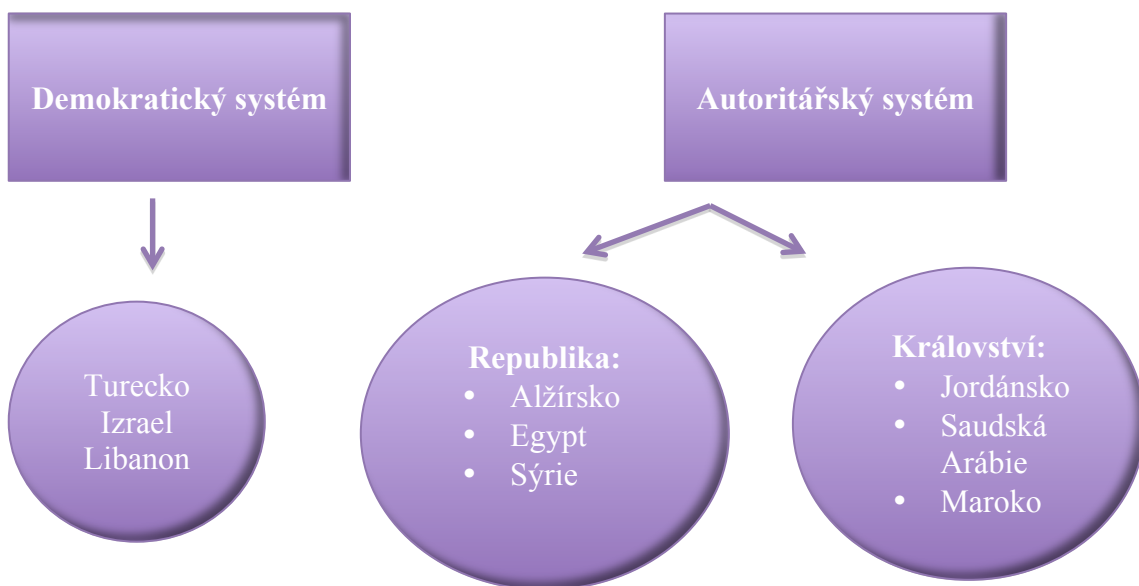 Demokratický systém
Autoritářský systém
Turecko
Izrael
Libanon
Republika:
• Alžírsko
• Egypt
• Sýrie
Království:
• Jordánsko
• Saudská
Arábie
• Maroko